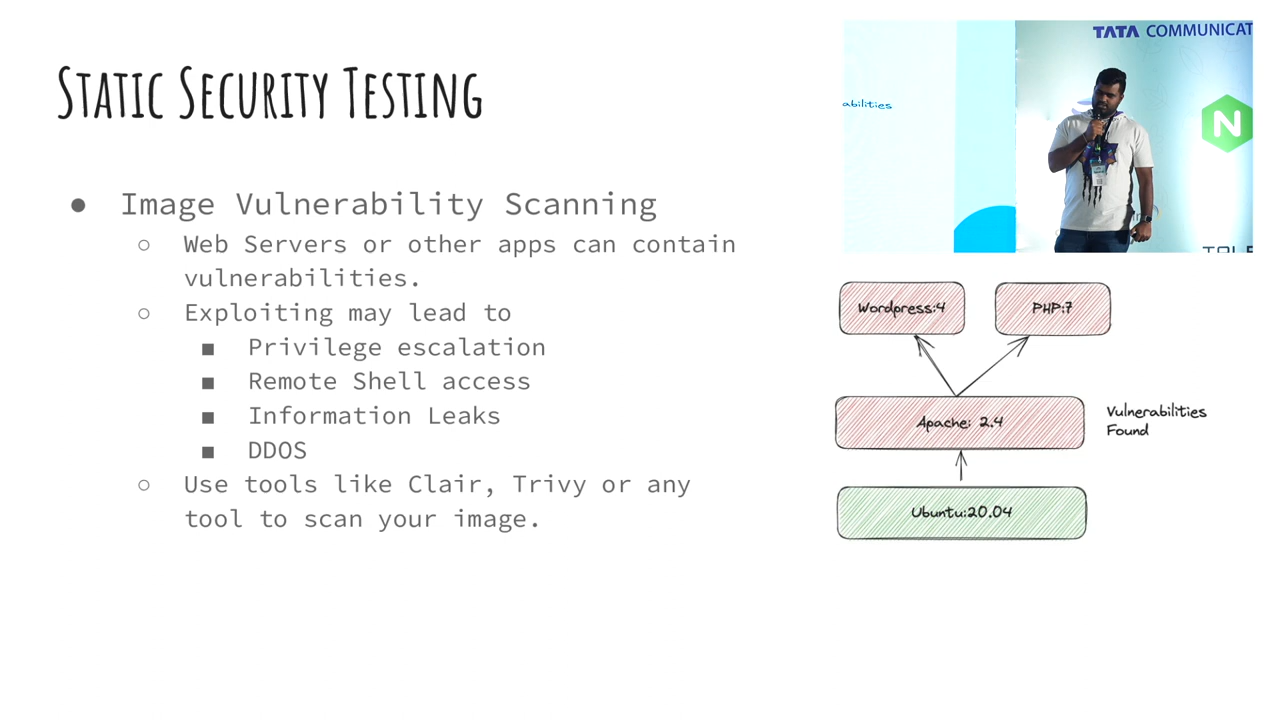 Static Security Testing
● Image Vulnerability Scanning
○ Web Servers or other apps can contain
vulnerabilities.
○ Exploiting may lead to
■ Privilege escalation
■ Remote Shell access
■ Information Leaks
■ DDOS
○ Use tools like Clair, Trivy or any
tool to scan your image.
TATA COMMUNICAT
abilities
N
Wordpress:4
PHP:7
Apache: 2.4
Vulnerabilities
Found
Ubuntu:20.04